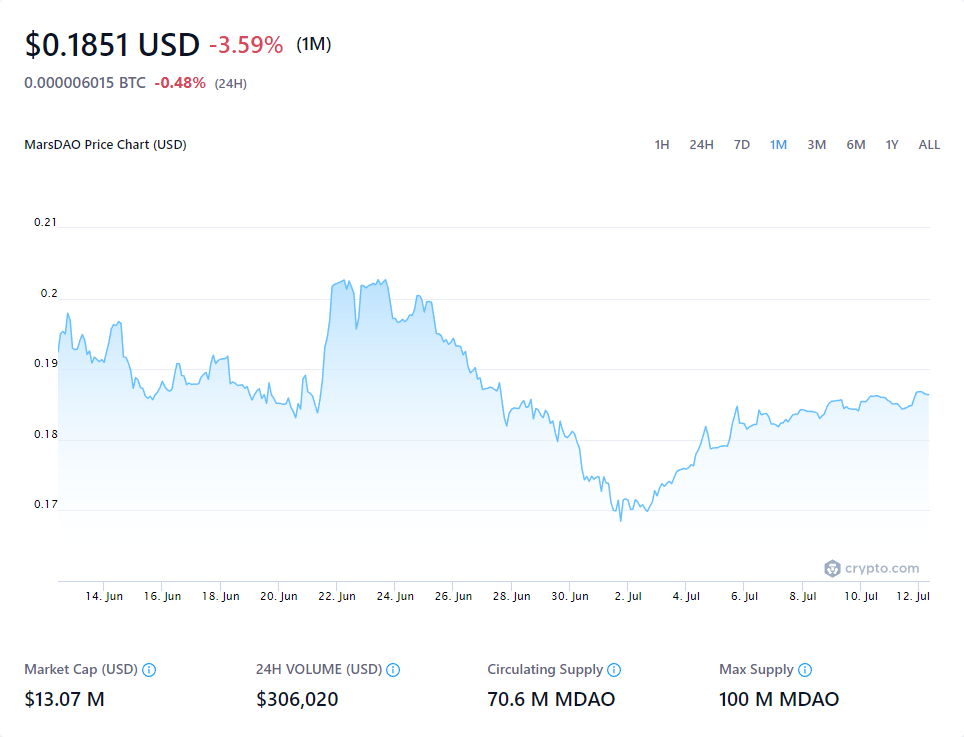 $0.1851 USD -3.59% (1M)
0.000006015 BTC -0.48% (24H)
MarsDAO Price Chart (USD) 1H 24H 7D 1M 3M 6M 1Y ALL
0.21
0.2
0.19
0.18
0.17
crypto.com
14. Jun 16. Jun 18. Jun 20. Jun 22. Jun 24. Jun 26. Jun 28. Jun 30. Jun 2. Jul 4. Jul 6. Jul 8. Jul 10. Jul 12. Jul
Market Cap (USD) 24H VOLUME (USD) Circulating Supply Max Supply
$13.07 M $306,020 70.6 M MDAO 100 M MDAO